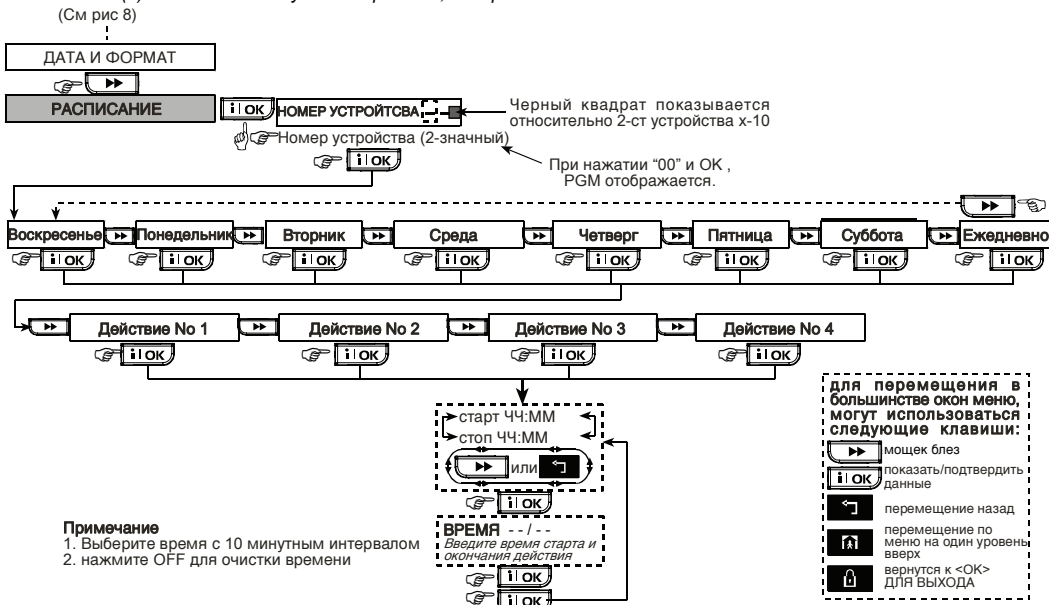 (См рис 8)
ДАТА И ФОРМАТ
РАСПИСАНИЕ
i OK
НОМЕР УСТРОЙТСВА
Черный квадрат показывается
относительно 2-ст устройства x-10
Номер устройства (2-значный)
i OK
При нажатии “00” и OK ,
PGM отображается.
Воскресенье
Понедельник
Вторник
Среда
Четверг
Пятница
Суббота
Ежедневно
i OK
i OK
i OK
i OK
i OK
i OK
i OK
i OK
Действие No 1
Действие No 2
Действие No 3
Действие No 4
i OK
i OK
i OK
i OK
старт ЧЧ:ММ
стоп ЧЧ:ММ
или
i OK
ВРЕМЯ - - / - -
Введите время старта и
окончания действия
i OK
i OK
Примечание
1. Выберите время с 10 минутным интервалом
2. нажмите OFF для очистки времени
для перемещения в
большинстве окон меню,
могут использоваться
следующие клавиши:
мощек блез
i OK
показать/подтвердить
данные
перемещение назад
перемещение по
меню на один уровень
вверх
вернутся к <OK>
ДЛЯ ВЫХОДА